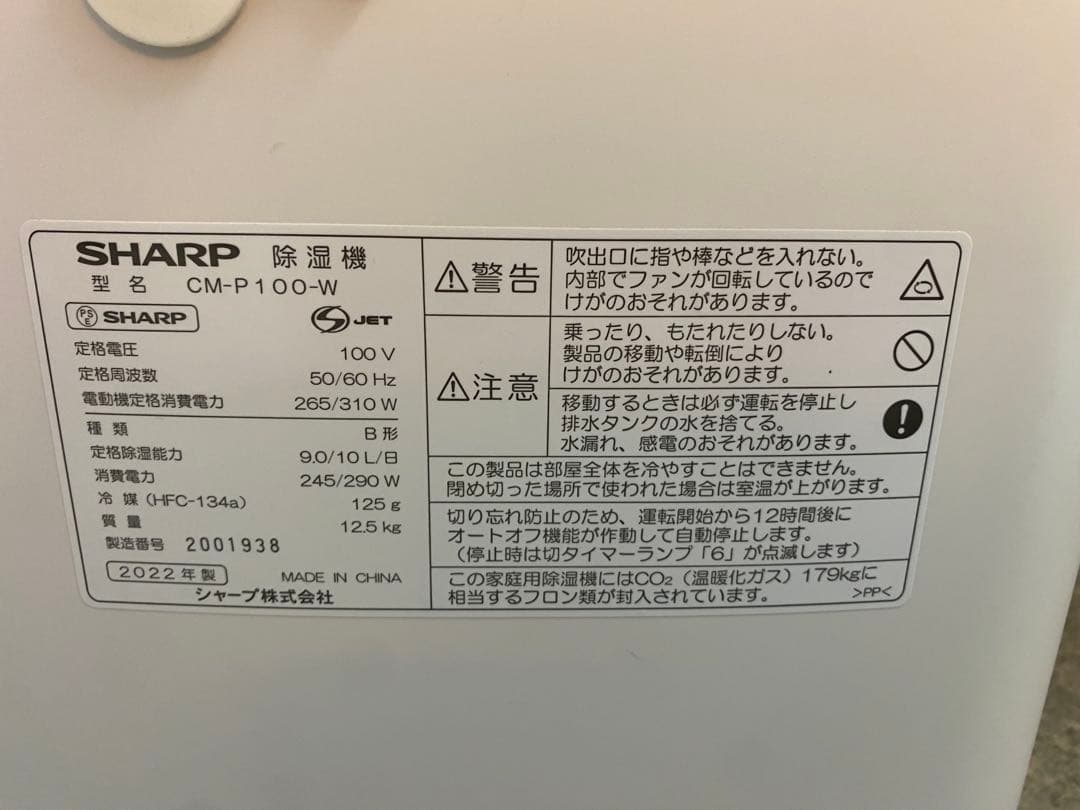 SHARP 除湿機
型名 CM-P100-W
PSE SHARP
S JET
定格電圧 100 V
定格周波数 50/60 Hz
電動機定格消費電力 265/310 W
種類 B 形
定格除湿能力 9.0/10 L/日
消費電力 245/290 W
冷媒(HFC-134a) 125 g
質量 12.5 kg
製造番号 2001938
2022年製 MADE IN CHINA
シャープ株式会社
⚠警告
吹出口に指や棒などを入れない。
内部でファンが回転しているので
けがのおそれがあります。
⚠注意
乗ったり、もたれたりしない。
製品の移動や転倒により
けがのおそれがあります。
移動するときは必ず運転を停止し
排水タンクの水を捨てる。
水漏れ、感電のおそれがあります。
この製品は部屋全体を冷やすことはできません。
閉め切った場所で使われた場合は室温が上がります。
切り忘れ防止のため、運転開始から12時間後に
オートオフ機能が作動して自動停止します。
(停止時は切タイマーランプ「6」が点滅します)
この家庭用除湿機にはCO₂(温暖化ガス)179kgに
相当するフロン類が封入されています。
>PP<